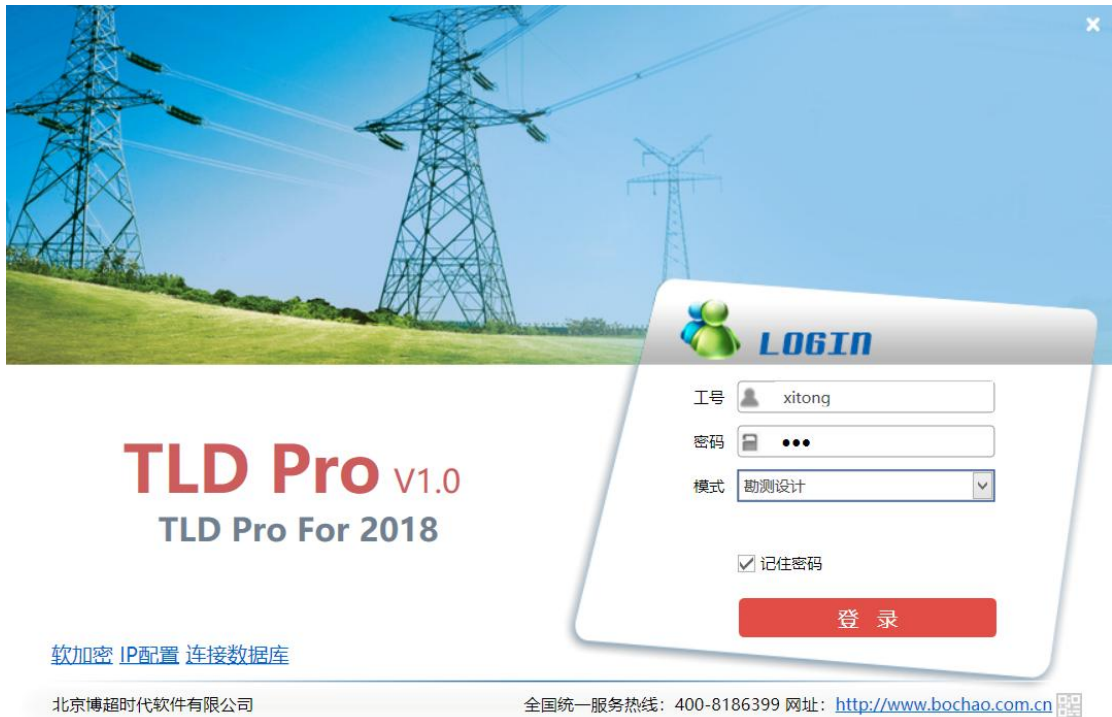 LOGIN
工号 xitong
密码 ●●●
模式 勘测设计
TLD Pro V1.0
TLD Pro For 2018
记住密码
登 录
软加密 IP配置 连接数据库
北京博超时代软件有限公司 全国统一服务热线：400-8186399 网址：http://www.bochao.com.cn